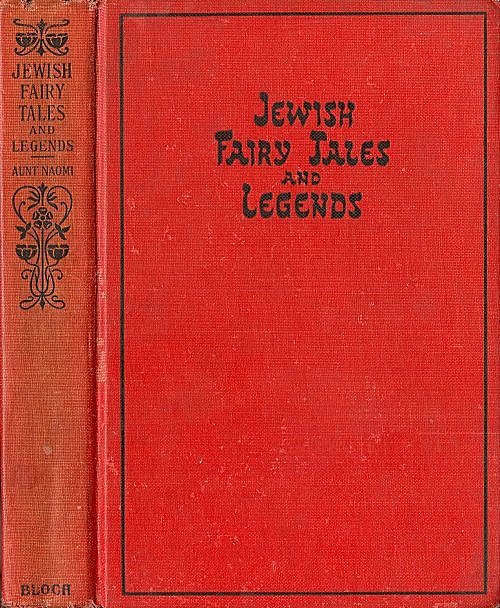 JEWISH
FAIRY
TALES
AND
LEGENDS
AUNT NAOMI
BLOCH
JEWISH
FAIRY TALES
AND
LEGENDS